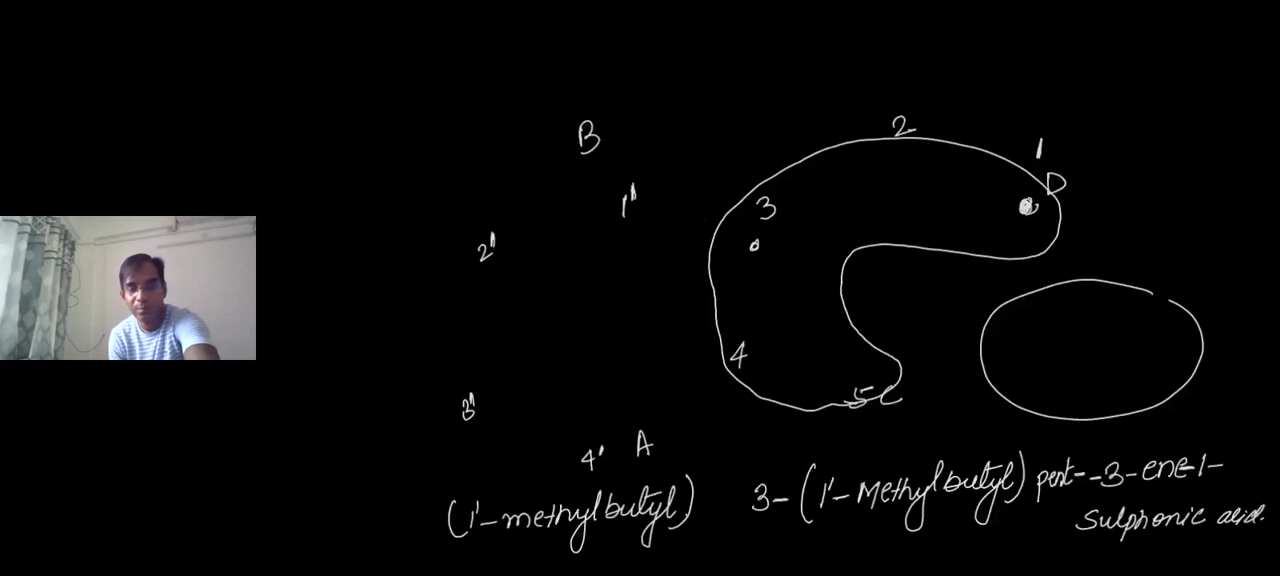 2
B
1
D
1'
3
2'
4
5
3'
4' A
(1'-methylbutyl)
3-(1'-Methylbutyl) pent--3-ene-1-
Sulphonic acid.